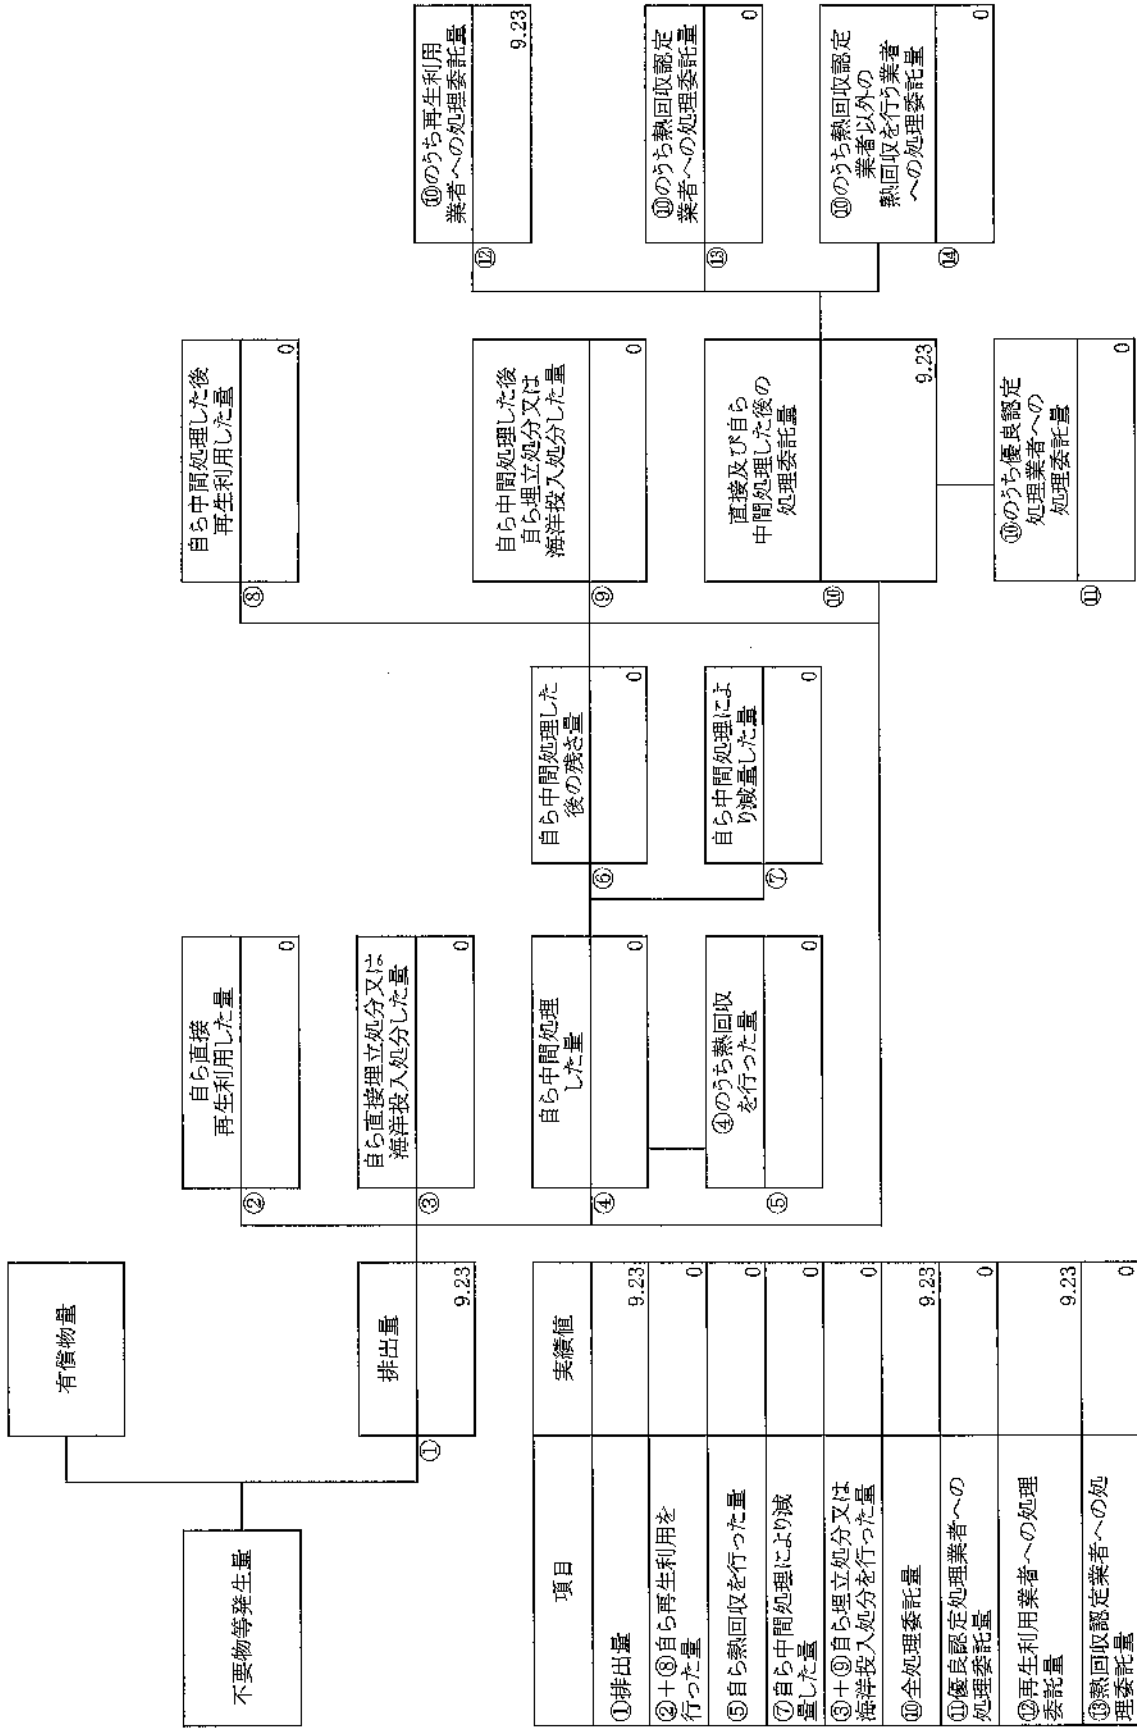 不要物等発生量
有償物量
①
排出量
9.23
②
自ら直接
再生利用した量
0
③
自ら直接埋立処分又は
海洋投入処分した量
0
④
自ら中間処理
した量
0
⑤
④のうち熱回収
を行った量
0
⑥
自ら中間処理した
後の残さ量
0
⑦
自ら中間処理によ
り減量した量
0
⑧
自ら中間処理した後
再生利用した量
0
⑨
自ら中間処理した後
自ら埋立処分又は
海洋投入処分した量
0
⑩
直接及び自ら
中間処理した後の
処理委託量
9.23
⑪
⑩のうち優良認定
処理業者への
処理委託量
0
⑫
⑩のうち再生利用
業者への処理委託量
9.23
⑬
⑩のうち熱回収認定
業者への処理委託量
0
⑭
⑩のうち熱回収認定
業者以外の
熱回収を行う業者
への処理委託量
0
項目 実績値
①排出量 9.23
②+⑧自ら再生利用を
行った量 0
⑤自ら熱回収を行った量 0
⑦自ら中間処理により減
量した量 0
③+⑨自ら埋立処分又は
海洋投入処分を行った量 0
⑩全処理委託量 9.23
⑪優良認定処理業者への
処理委託量 0
⑫再生利用業者への処理
委託量 9.23
⑬熱回収認定業者への処
理委託量 0